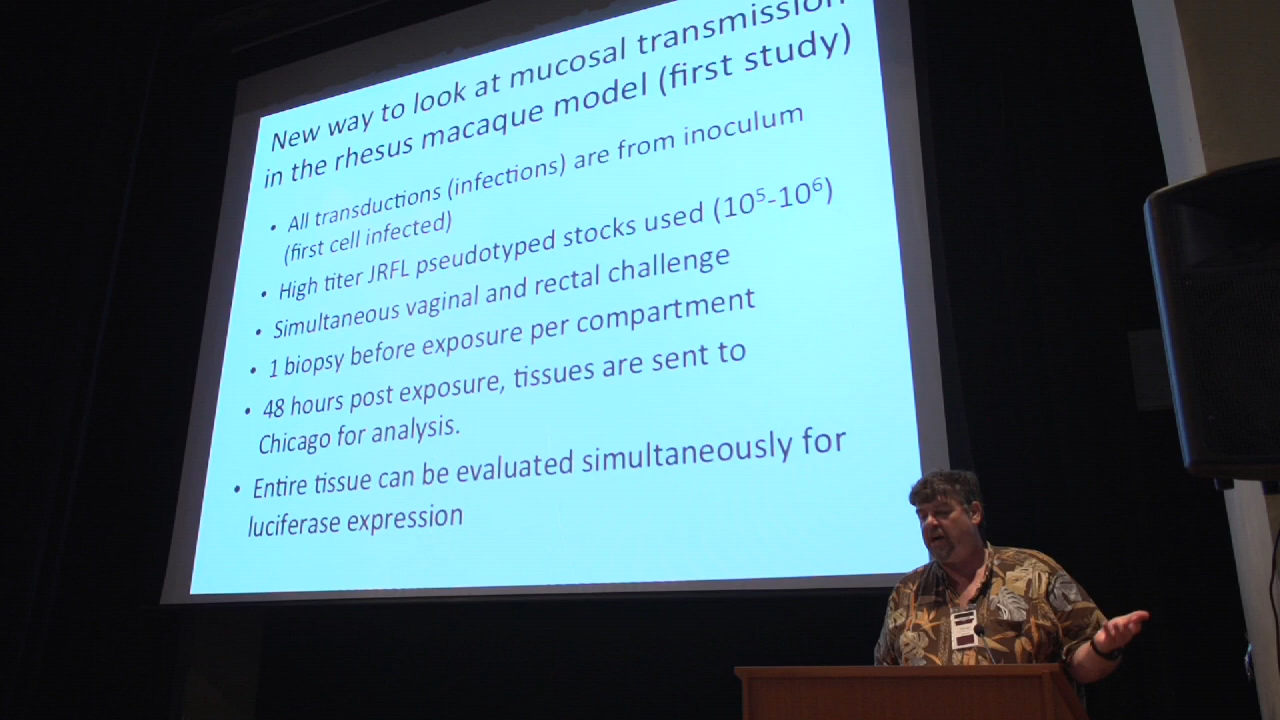 New way to look at mucosal transmission
in the rhesus macaque model (first study)
• All transductions (infections) are from inoculum
(first cell infected)
• High titer JRFL pseudotyped stocks used (10⁵-10⁶)
• Simultaneous vaginal and rectal challenge
• 1 biopsy before exposure per compartment
• 48 hours post exposure, tissues are sent to
Chicago for analysis.
• Entire tissue can be evaluated simultaneously for
luciferase expression